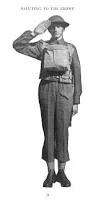 SALUTING TO THE FRONT